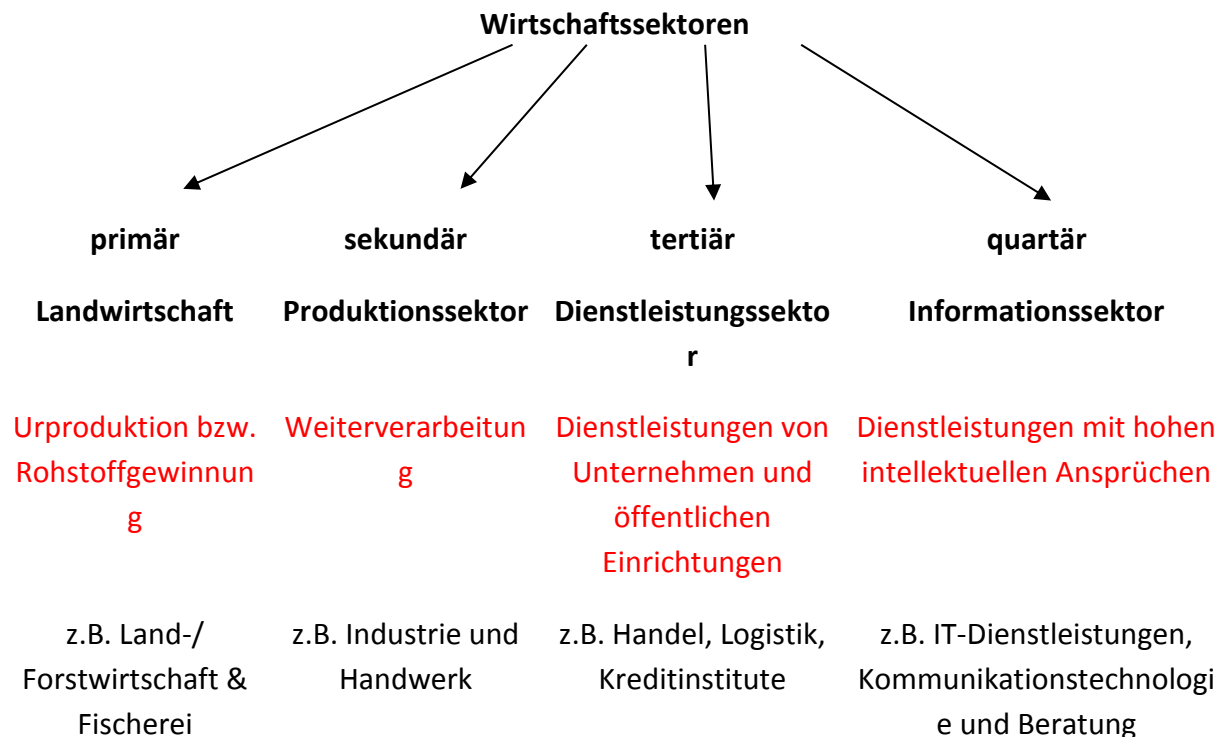 Wirtschaftssektoren
primär
Landwirtschaft
Urproduktion bzw.
Rohstoffgewinnun
g
z.B. Land-/
Forstwirtschaft &
Fischerei
sekundär
Produktionssektor
Weiterverarbeitun
g
z.B. Industrie und
Handwerk
tertiär
Dienstleistungssekto
r
Dienstleistungen von
Unternehmen und
öffentlichen
Einrichtungen
z.B. Handel, Logistik,
Kreditinstitute
quartär
Informationssektor
Dienstleistungen mit hohen
intellektuellen Ansprüchen
z.B. IT-Dienstleistungen,
Kommunikationstechnologi
e und Beratung